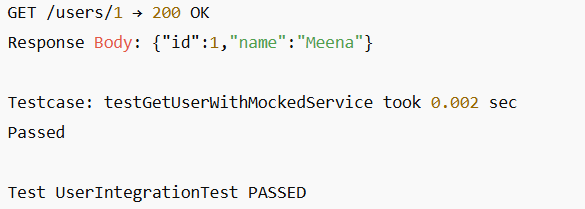 GET /users/1 → 200 OK
Response Body: {"id":1,"name":"Meena"}
Testcase: testGetUserWithMockedService took 0.002 sec
Passed
Test UserIntegrationTest PASSED